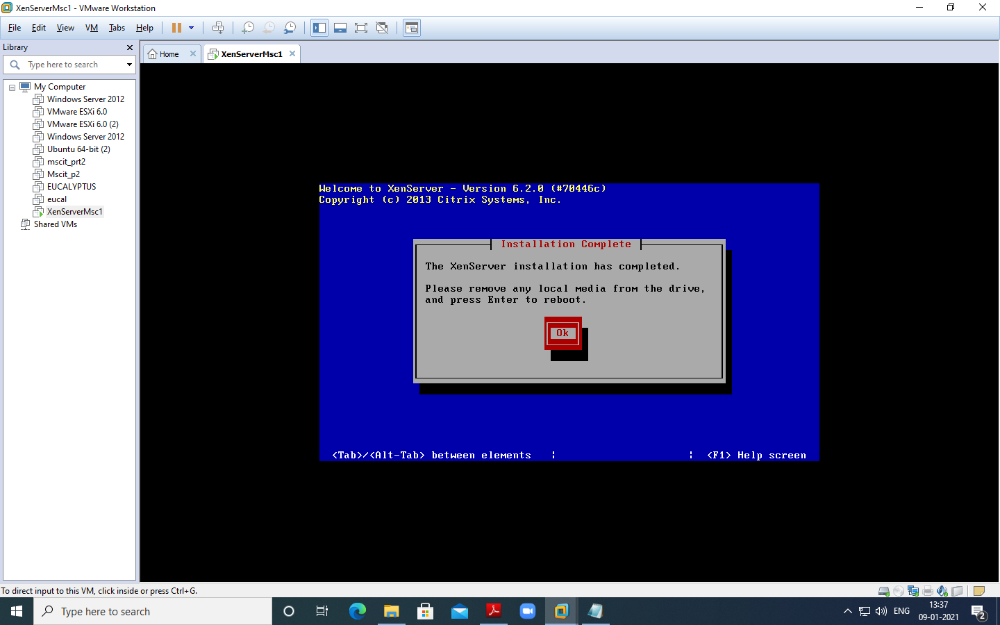 XenServerMsc1 - VMware Workstation
File Edit View VM Tabs Help
Library
Type here to search
My Computer
Windows Server 2012
VMware ESXi 6.0
VMware ESXi 6.0 (2)
Windows Server 2012
Ubuntu 64-bit (2)
mscit_prt2
Mscit_p2
EUCALYPTUS
eucal
XenServerMsc1
Shared VMs
Home
XenServerMsc1
Welcome to XenServer - Version 6.2.0 (#70446c)
Copyright (c) 2013 Citrix Systems, Inc.
Installation Complete
The XenServer installation has completed.
Please remove any local media from the drive,
and press Enter to reboot.
Ok
<Tab>/<Alt-Tab> between elements ¦ ¦ <F1> Help screen
To direct input to this VM, click inside or press Ctrl+G.
Type here to search
ENG
13:37
09-01-2021
2